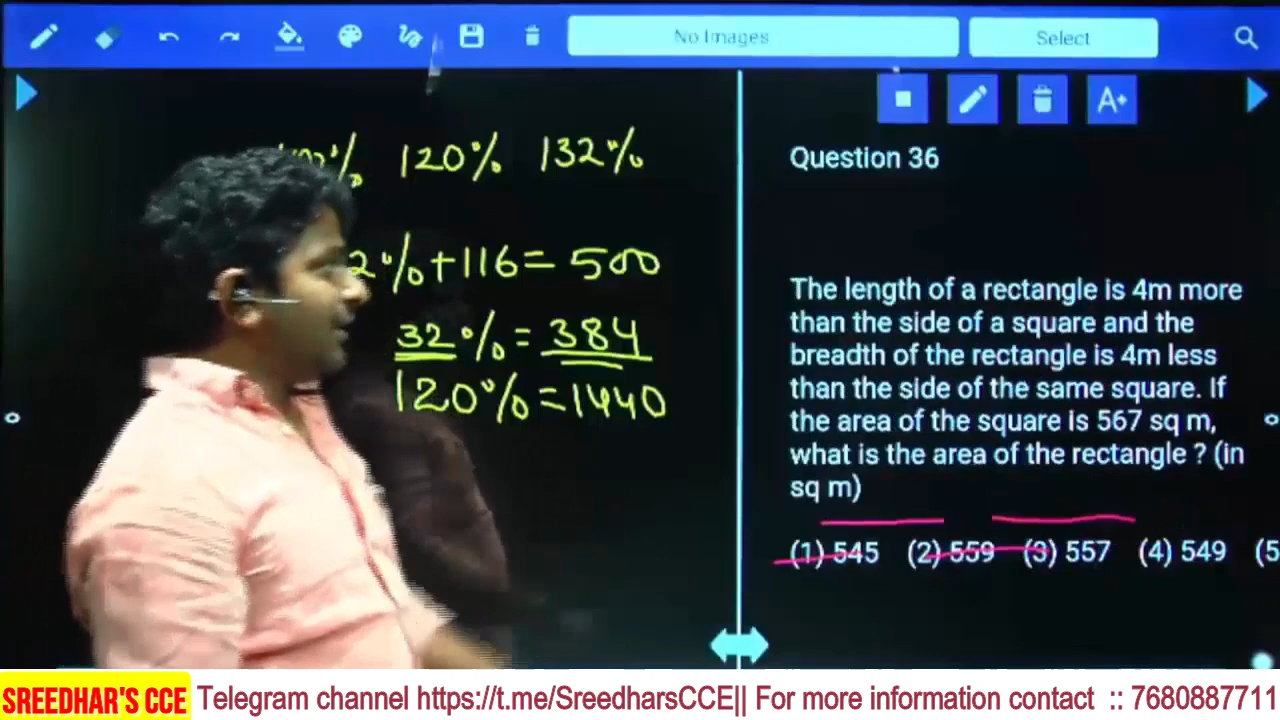 No Images
Select
A+
120% 132%
2%+116=500
32%=384
120%=1440
Question 36
The length of a rectangle is 4m more
than the side of a square and the
breadth of the rectangle is 4m less
than the side of the same square. If
the area of the square is 567 sq m,
what is the area of the rectangle ? (in
sq m)
(1) 545 (2) 559 (3) 557 (4) 549 (5
SREEDHAR'S CCE Telegram channel https://t.me/SreedharsCCE|| For more information contact :: 7680887711